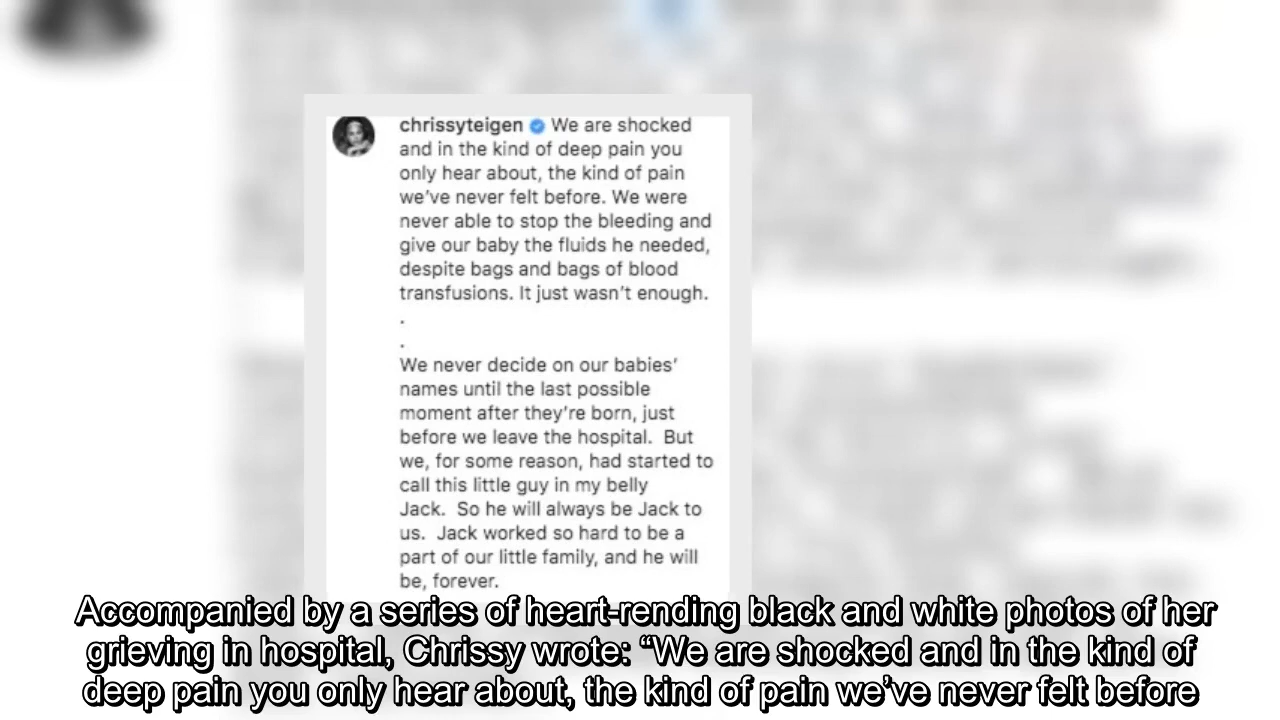 chrissyteigen We are shocked
and in the kind of deep pain you
only hear about, the kind of pain
we've never felt before. We were
never able to stop the bleeding and
give our baby the fluids he needed,
despite bags and bags of blood
transfusions. It just wasn't enough.
.
.
We never decide on our babies'
names until the last possible
moment after they're born, just
before we leave the hospital.  But
we, for some reason, had started to
call this little guy in my belly
Jack.  So he will always be Jack to
us.  Jack worked so hard to be a
part of our little family, and he will
be, forever.
Accompanied by a series of heart-rending black and white photos of her
grieving in hospital, Chrissy wrote: “We are shocked and in the kind of
deep pain you only hear about, the kind of pain we’ve never felt before